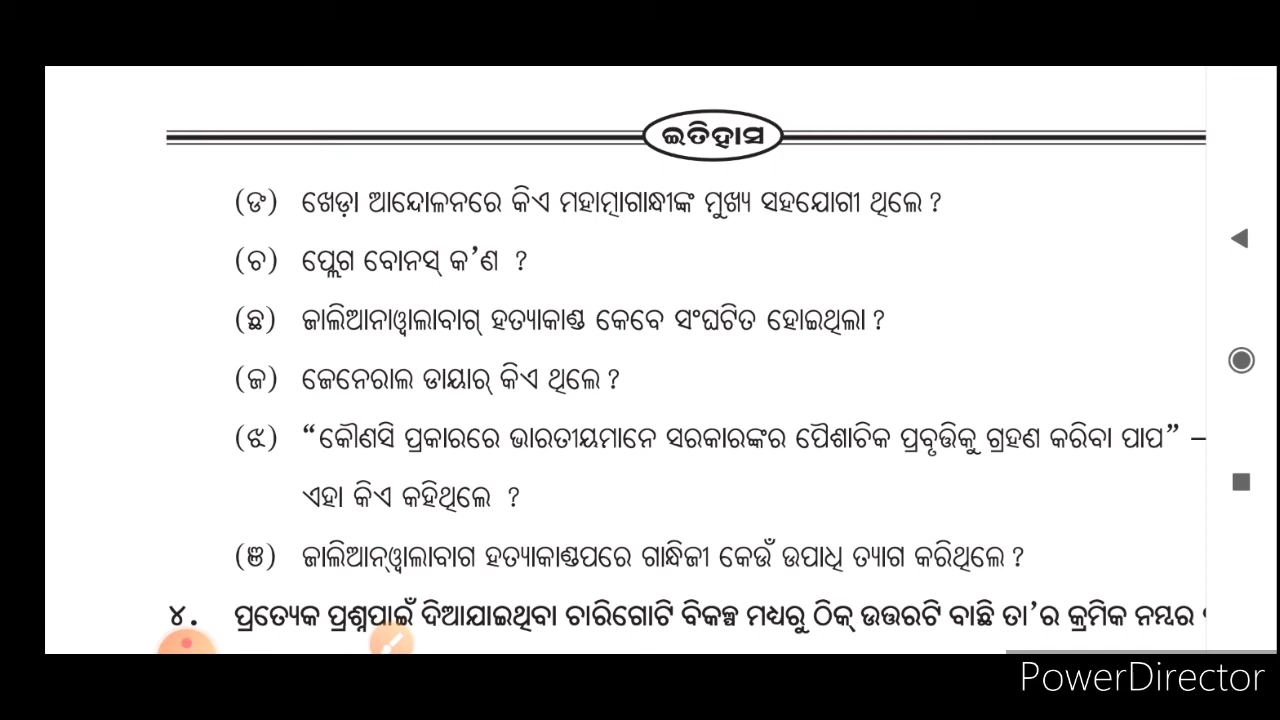 ଇତିହାସ
(ଙ) ଖେଡ଼ା ଆନ୍ଦୋଳନରେ କିଏ ମହାତ୍ମାଗାନ୍ଧୀଙ୍କ ମୁଖ୍ୟ ସହଯୋଗୀ ଥିଲେ ?
(ଚ) ପ୍ଲେଗ ବୋନସ୍ କ’ଣ ?
(ଛ) ଜାଲିଆନାୱାଲାବାଗ୍ ହତ୍ୟାକାଣ୍ଡ କେବେ ସଂଘଟିତ ହୋଇଥିଲା ?
(ଜ) ଜେନେରାଲ ଡାୟାର୍ କିଏ ଥିଲେ ?
(ଝ) “କୌଣସି ପ୍ରକାରରେ ଭାରତୀୟମାନେ ସରକାରଙ୍କର ପୈଶାଚିକ ପ୍ରବୃତ୍ତିକୁ ଗ୍ରହଣ କରିବା ପାପ” –
ଏହା କିଏ କହିଥିଲେ ?
(ଞ) ଜାଲିଆନ୍‌ୱାଲାବାଗ ହତ୍ୟାକାଣ୍ଡପରେ ଗାନ୍ଧିଜୀ କେଉଁ ଉପାଧି ତ୍ୟାଗ କରିଥିଲେ ?
୪. ପ୍ରତ୍ୟେକ ପ୍ରଶ୍ନପାଇଁ ଦିଆଯାଇଥିବା ଚାରିଗୋଟି ବିକଳ୍ପ ମଧ୍ୟରୁ ଠିକ୍ ଉତ୍ତରଟି ବାଛି ତା’ର କ୍ରମିକ ନମ୍ବର
PowerDirector